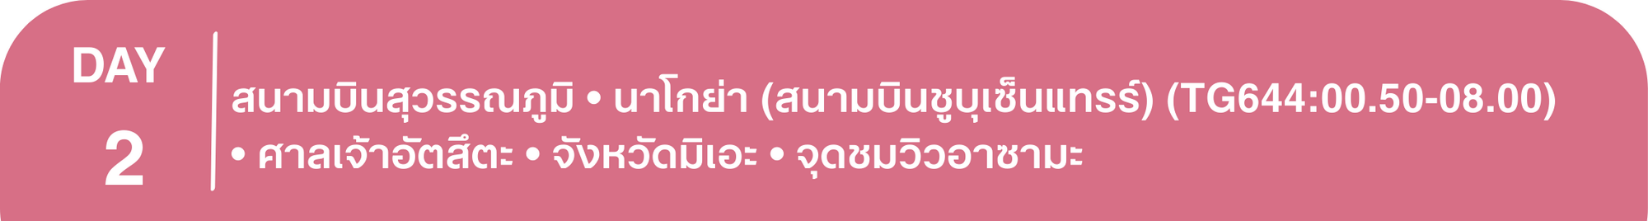 DAY
2
สนามบินสุวรรณภูมิ • นาโกย่า (สนามบินชูบุเซ็นแทรร์) (TG644:00.50-08.00)
• ศาลเจ้าอัตสึตะ • จังหวัดมิเอะ • จุดชมวิวอาซามะ